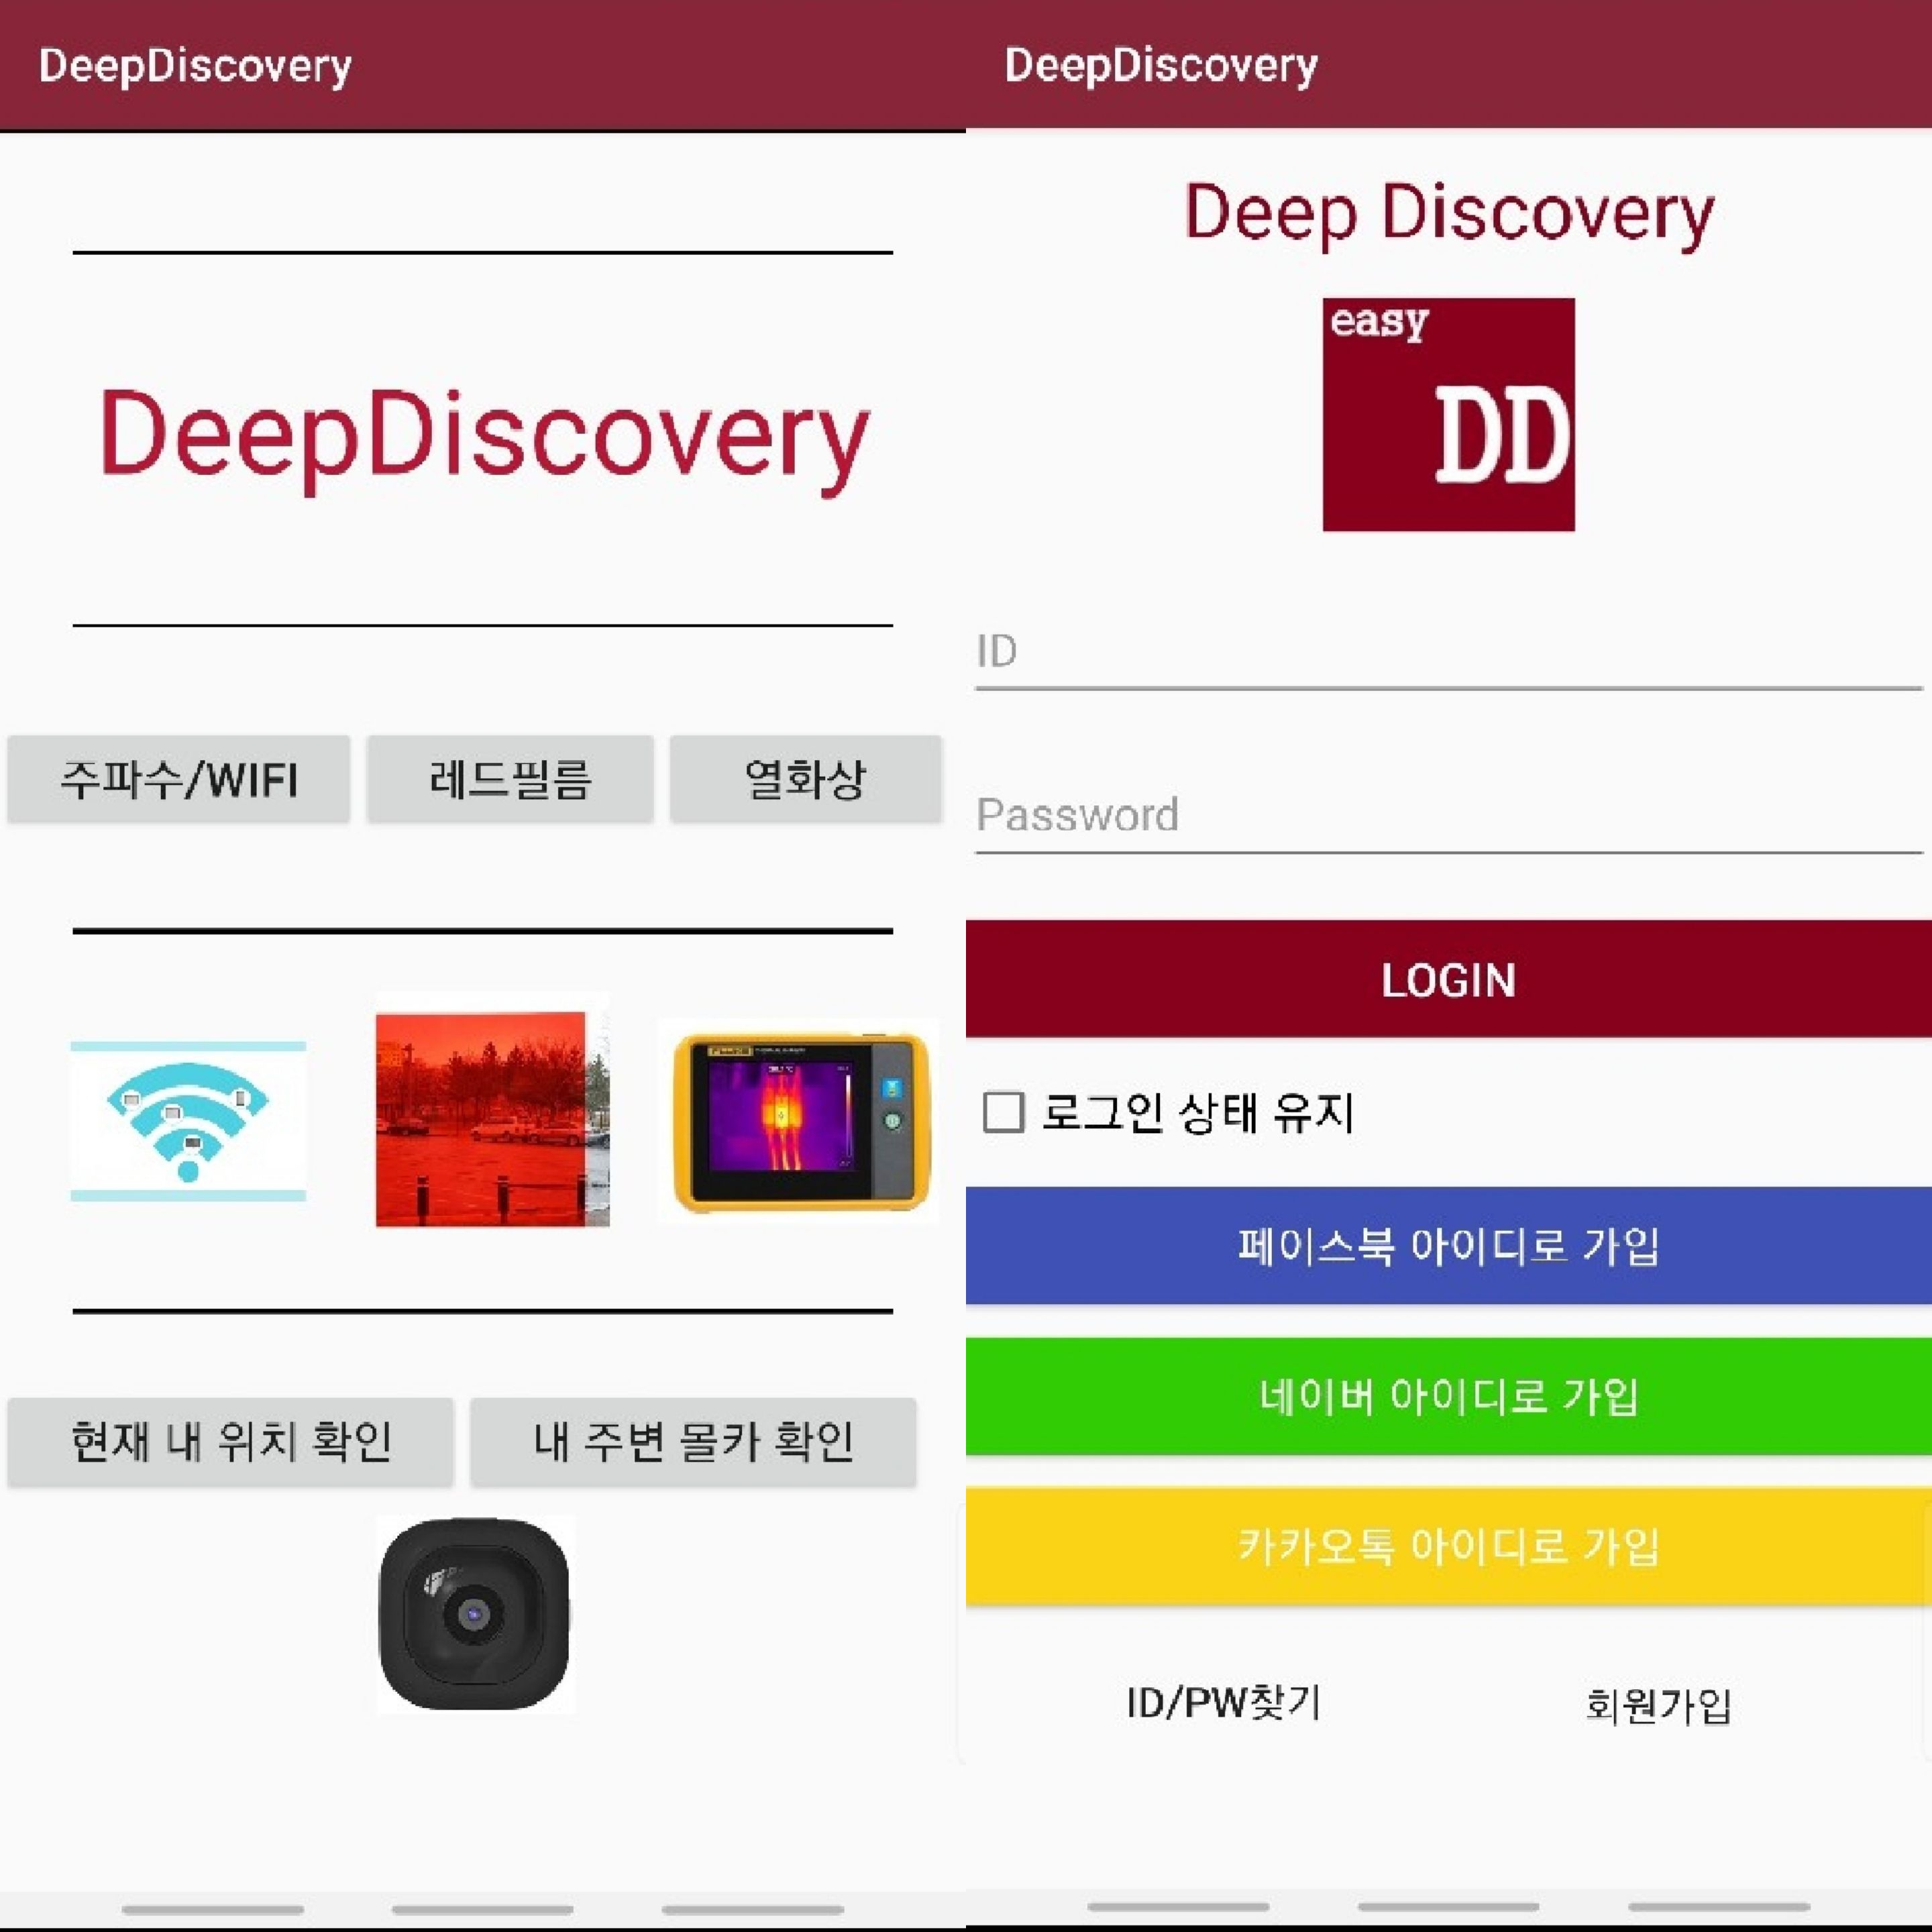 DeepDiscovery
DeepDiscovery
주파수/WIFI
레드필름
열화상
현재 내 위치 확인
내 주변 몰카 확인
DeepDiscovery
Deep Discovery
easy
DD
ID
Password
LOGIN
로그인 상태 유지
페이스북 아이디로 가입
네이버 아이디로 가입
카카오톡 아이디로 가입
ID/PW찾기
회원가입